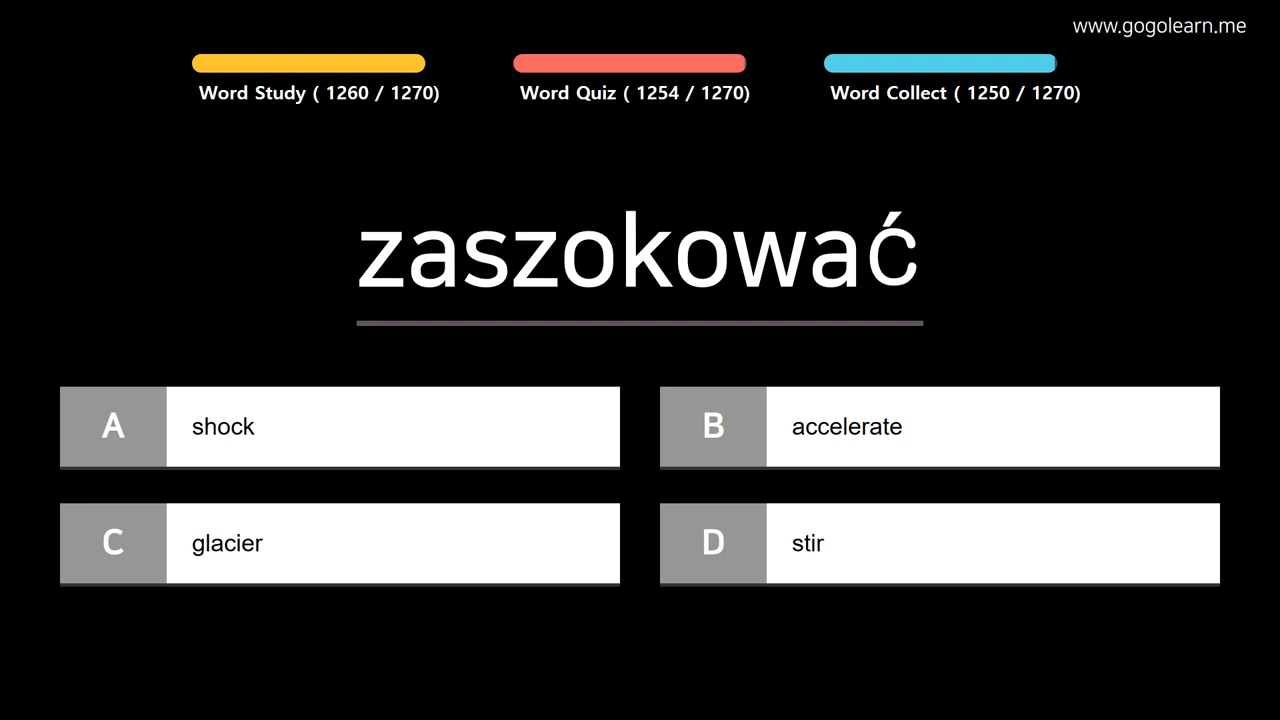 www.gogolearn.me
Word Study ( 1260 / 1270)
Word Quiz ( 1254 / 1270)
Word Collect ( 1250 / 1270)
zaszokować
A shock
B accelerate
C glacier
D stir